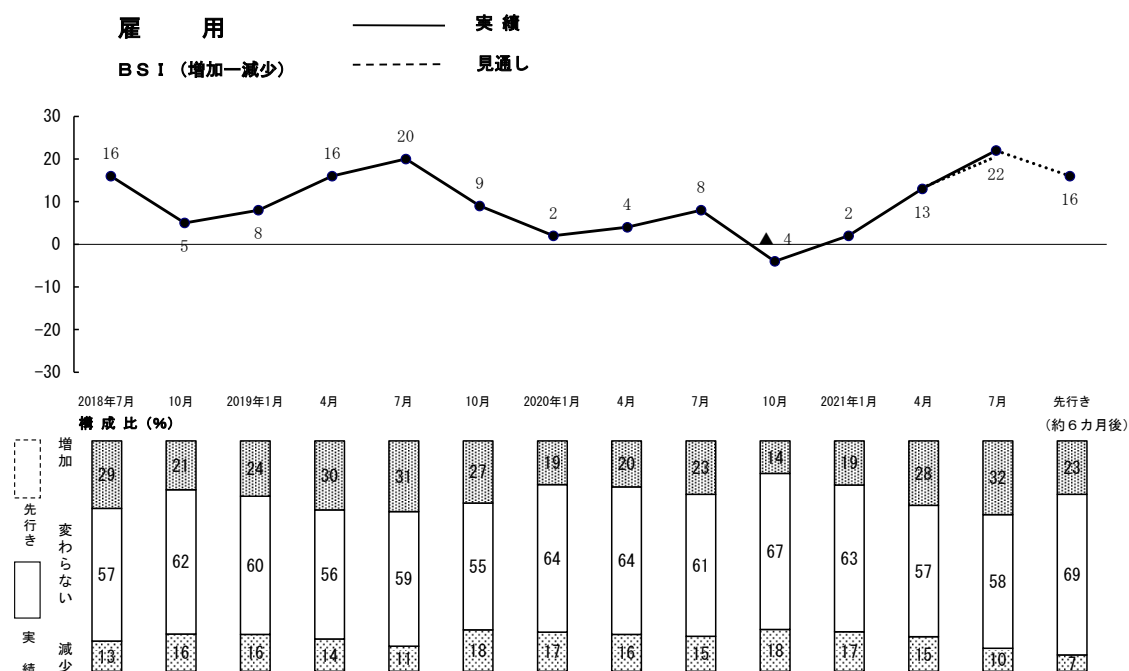 雇 用
実 績
BSI（増加－減少）
見通し
30
20
10
0
-10
-20
-30
16
5
8
16
20
9
2
4
8
▲ 4
2
13
22
16
2018年7月 10月 2019年1月 4月 7月 10月 2020年1月 4月 7月 10月 2021年1月 4月 7月 先行き
構 成 比（%）
（約６カ月後）
増加
29 21 24 30 31 27 19 20 23 14 19 28 32 23
先行き
変わらない
57 62 60 56 59 55 64 64 61 67 63 57 58 69
実績
減少
13 16 16 14 11 18 17 16 15 18 17 15 10 7